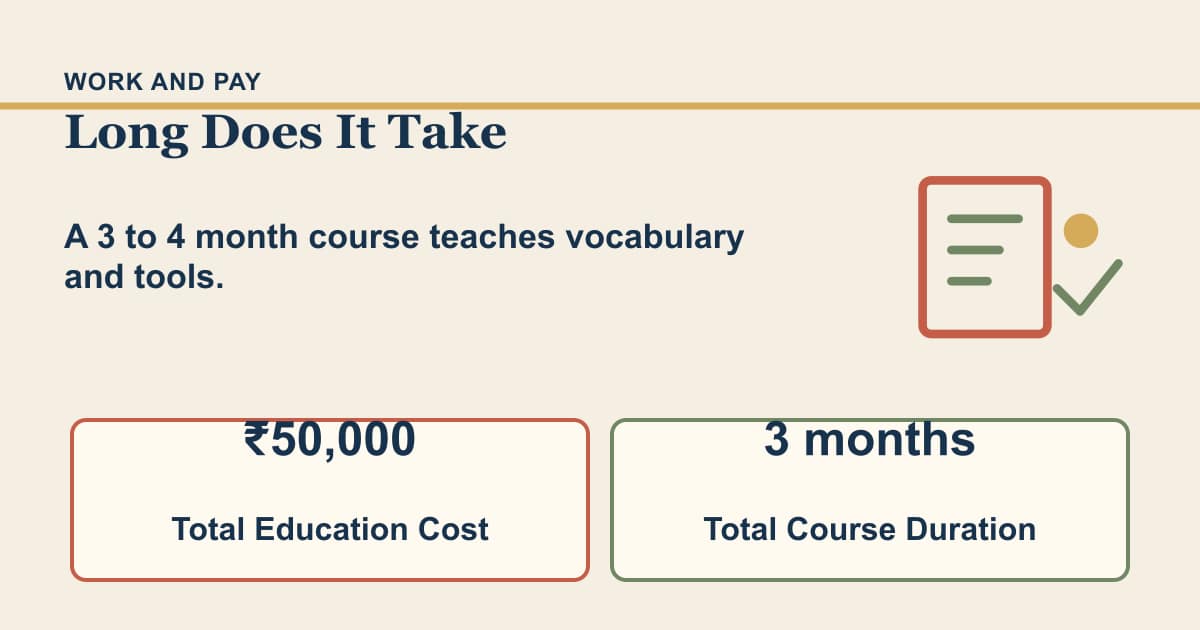 WORK AND PAY
Long Does It Take
A 3 to 4 month course teaches vocabulary
and tools.
₹50,000
Total Education Cost
3 months
Total Course Duration